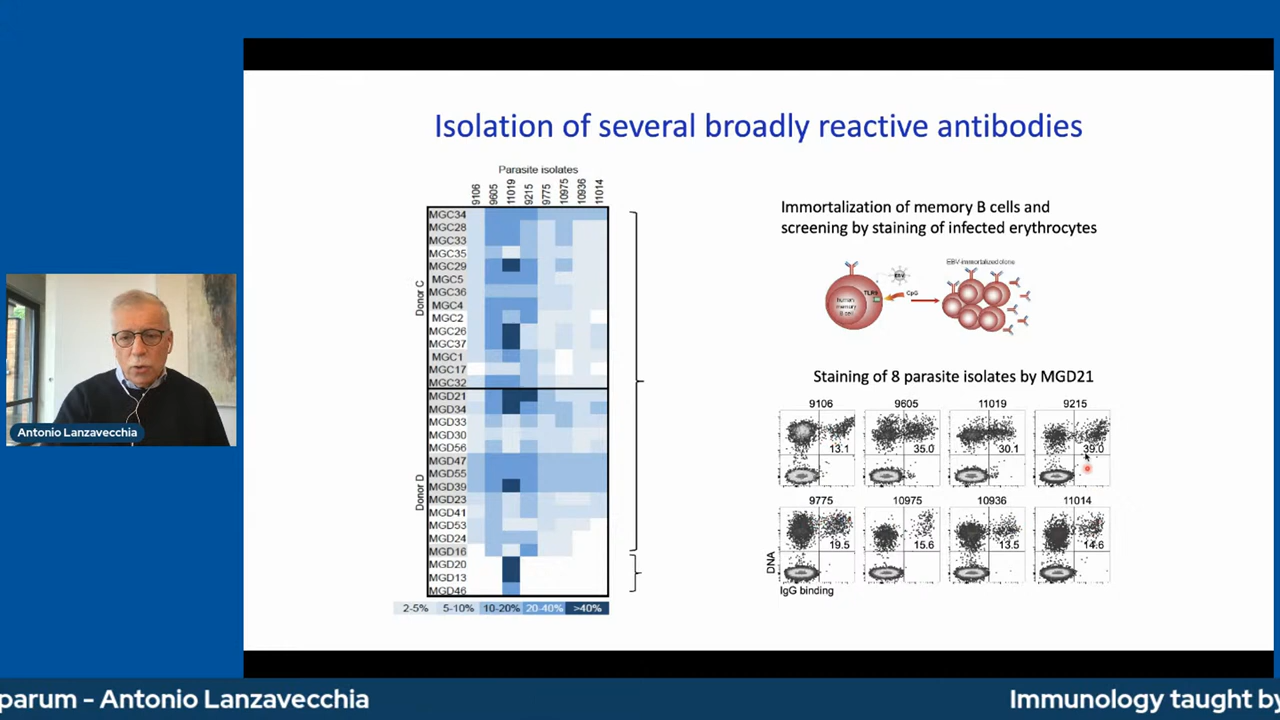 Isolation of several broadly reactive antibodies
Parasite isolates
9106
9605
11019
9215
9775
10975
10936
11014
Donor C
MGC34
MGC28
MGC33
MGC35
MGC29
MGC5
MGC36
MGC4
MGC2
MGC26
MGC37
MGC1
MGC17
MGC32
Donor D
MGD21
MGD34
MGD33
MGD30
MGD56
MGD47
MGD55
MGD39
MGD23
MGD41
MGD53
MGD24
MGD16
MGD20
MGD13
MGD46
2-5% 5-10% 10-20% 20-40% >40%
Immortalization of memory B cells and
screening by staining of infected erythrocytes
EBV-immortalized clone
EBV
TLR9
CpG
human
memory
B cell
Staining of 8 parasite isolates by MGD21
9106 9605 11019 9215
13.1 35.0 30.1 39.0
9775 10975 10936 11014
19.5 15.6 13.5 14.6
DNA
IgG binding
Antonio Lanzavecchia
parum - Antonio Lanzavecchia
Immunology taught by